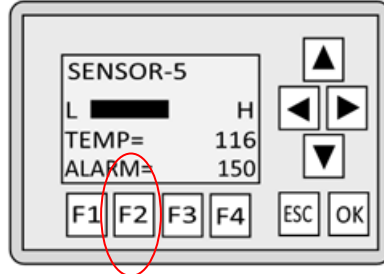 SENSOR-5
L H
TEMP= 116
ALARM= 150
F1 F2 F3 F4 ESC OK